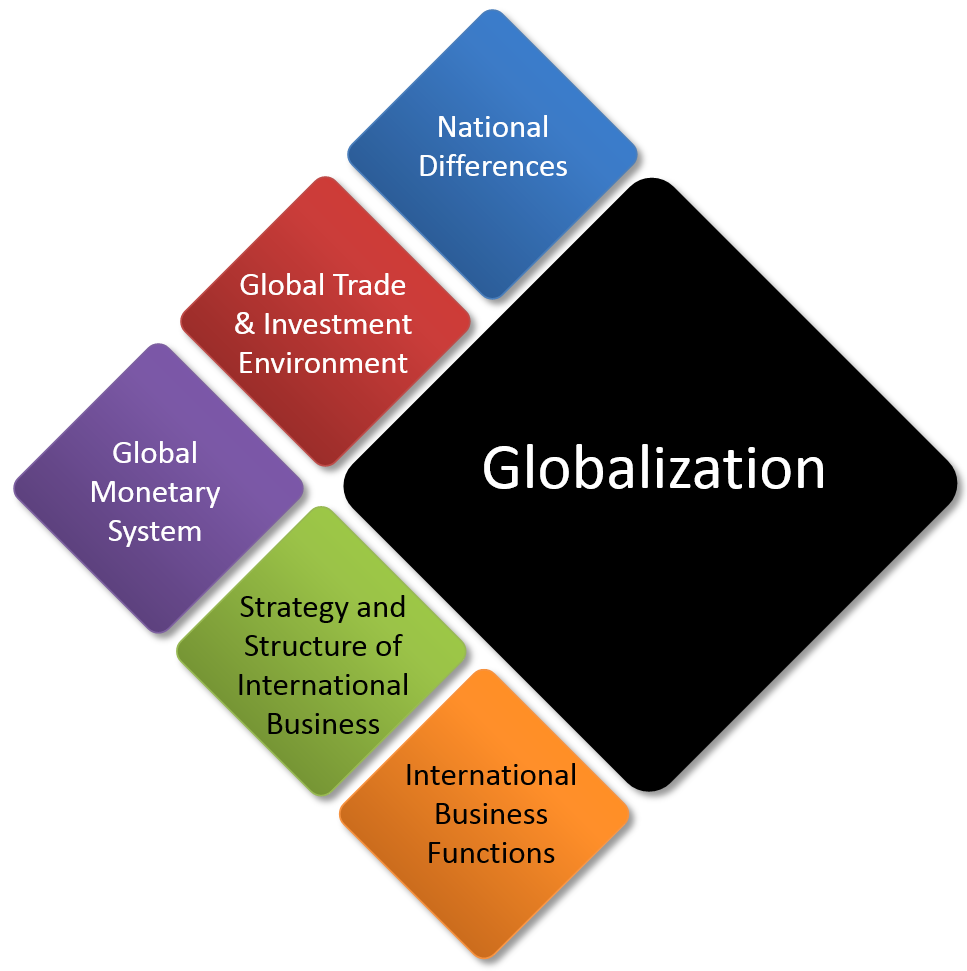 National
Differences
Global Trade
& Investment
Environment
Global
Monetary
System
Globalization
Strategy and
Structure of
International
Business
International
Business
Functions